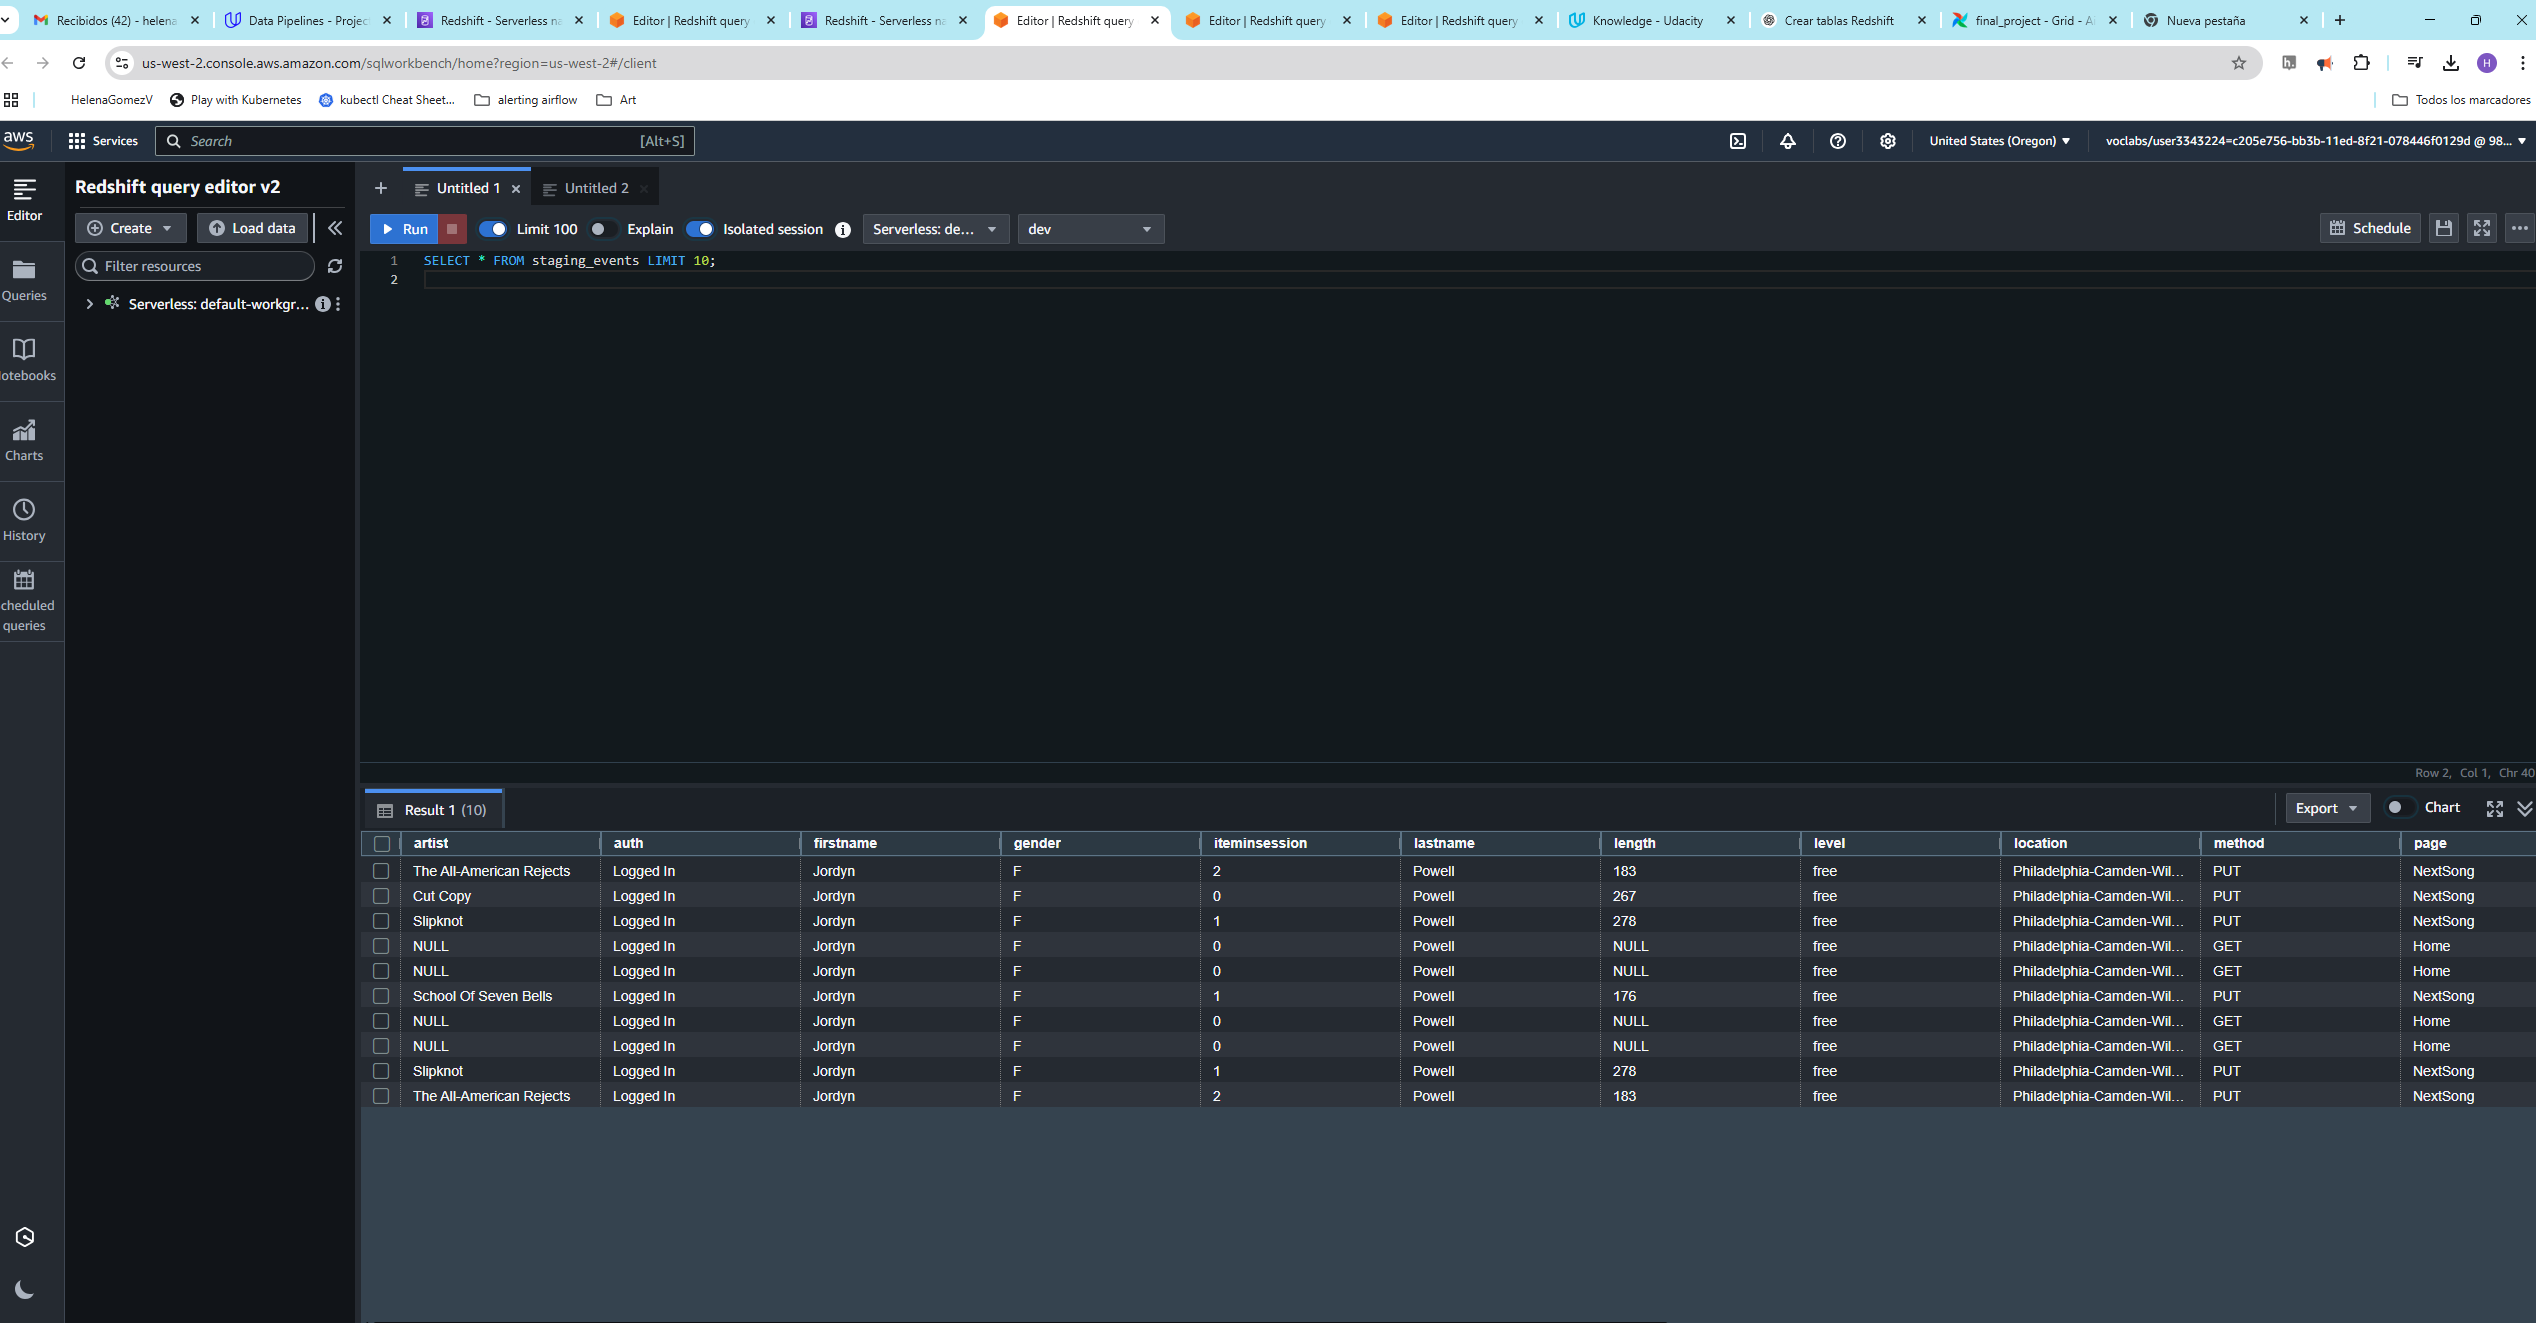 Recibidos (42) - helena
Data Pipelines - Project
Redshift - Serverless na
Editor | Redshift query
Redshift - Serverless na
Editor | Redshift query
Editor | Redshift query
Editor | Redshift query
Knowledge - Udacity
Crear tablas Redshift
final_project - Grid - Ai
Nueva pestaña
us-west-2.console.aws.amazon.com/sqlworkbench/home?region=us-west-2#/client
H
HelenaGomezV
Play with Kubernetes
kubectl Cheat Sheet...
alerting airflow
Art
Todos los marcadores
aws
Services
Search
[Alt+S]
United States (Oregon)
voclabs/user3343224=c205e756-bb3b-11ed-8f21-078446f0129d @ 98...
Editor
Queries
otebooks
Charts
History
cheduled
queries
Redshift query editor v2
Create
Load data
Filter resources
Serverless: default-workgr...
Untitled 1
Untitled 2
Run
Limit 100
Explain
Isolated session
Serverless: de...
dev
Schedule
1 SELECT * FROM staging_events LIMIT 10;
2
Row 2, Col 1, Chr 40
Result 1 (10)
Export
Chart
artist auth firstname gender iteminsession lastname length level location method page
The All-American Rejects Logged In Jordyn F 2 Powell 183 free Philadelphia-Camden-Wil... PUT NextSong
Cut Copy Logged In Jordyn F 0 Powell 267 free Philadelphia-Camden-Wil... PUT NextSong
Slipknot Logged In Jordyn F 1 Powell 278 free Philadelphia-Camden-Wil... PUT NextSong
NULL Logged In Jordyn F 0 Powell NULL free Philadelphia-Camden-Wil... GET Home
NULL Logged In Jordyn F 0 Powell NULL free Philadelphia-Camden-Wil... GET Home
School Of Seven Bells Logged In Jordyn F 1 Powell 176 free Philadelphia-Camden-Wil... PUT NextSong
NULL Logged In Jordyn F 0 Powell NULL free Philadelphia-Camden-Wil... GET Home
NULL Logged In Jordyn F 0 Powell NULL free Philadelphia-Camden-Wil... GET Home
Slipknot Logged In Jordyn F 1 Powell 278 free Philadelphia-Camden-Wil... PUT NextSong
The All-American Rejects Logged In Jordyn F 2 Powell 183 free Philadelphia-Camden-Wil... PUT NextSong